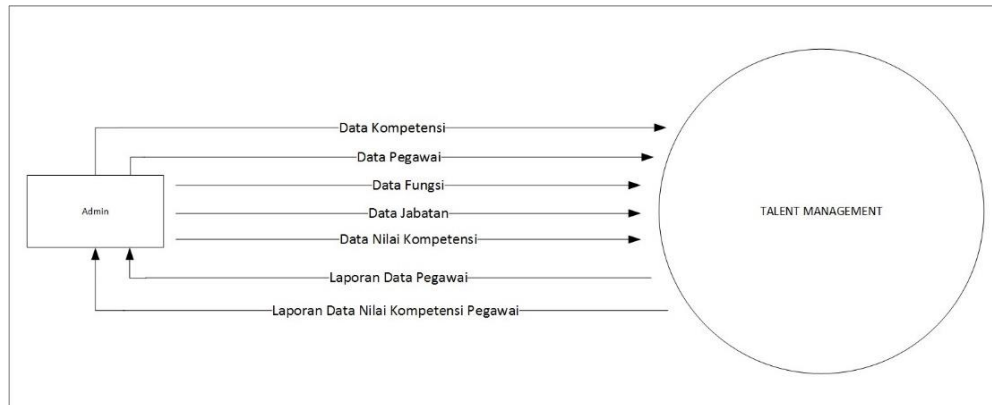 Data Kompetensi
Data Pegawai
Data Fungsi
Admin
Data Jabatan
TALENT MANAGEMENT
Data Nilai Kompetensi
Laporan Data Pegawai
Laporan Data Nilai Kompetensi Pegawai